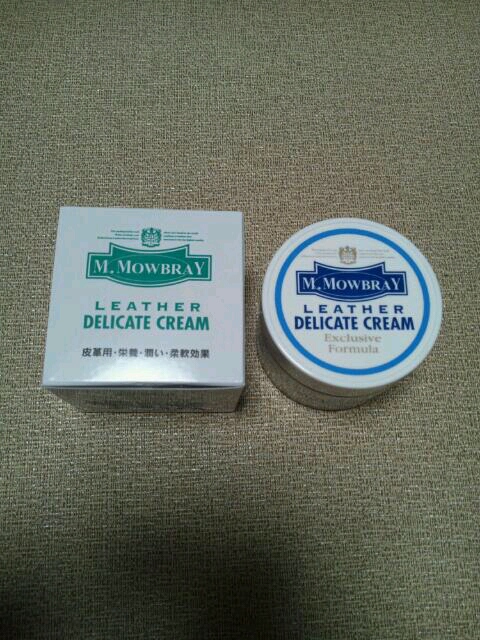 M. MOWBRAY
LEATHER
DELICATE CREAM
皮革用・栄養・潤い・柔軟効果
M. MOWBRAY
LEATHER
DELICATE CREAM
Exclusive
Formula